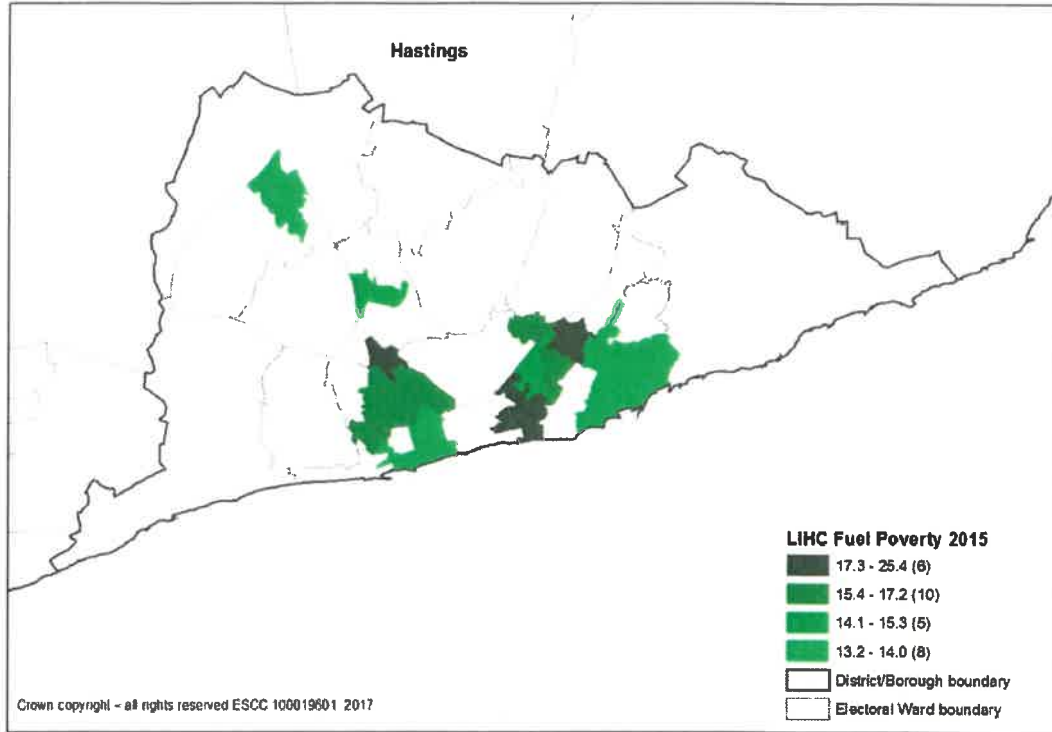 Hastings
LIHC Fuel Poverty 2015
17.3 - 25.4 (6)
15.4 - 17.2 (10)
14.1 - 15.3 (5)
13.2 - 14.0 (8)
District/Borough boundary
Electoral Ward boundary
Crown copyright - all rights reserved ESCC 100019601 2017